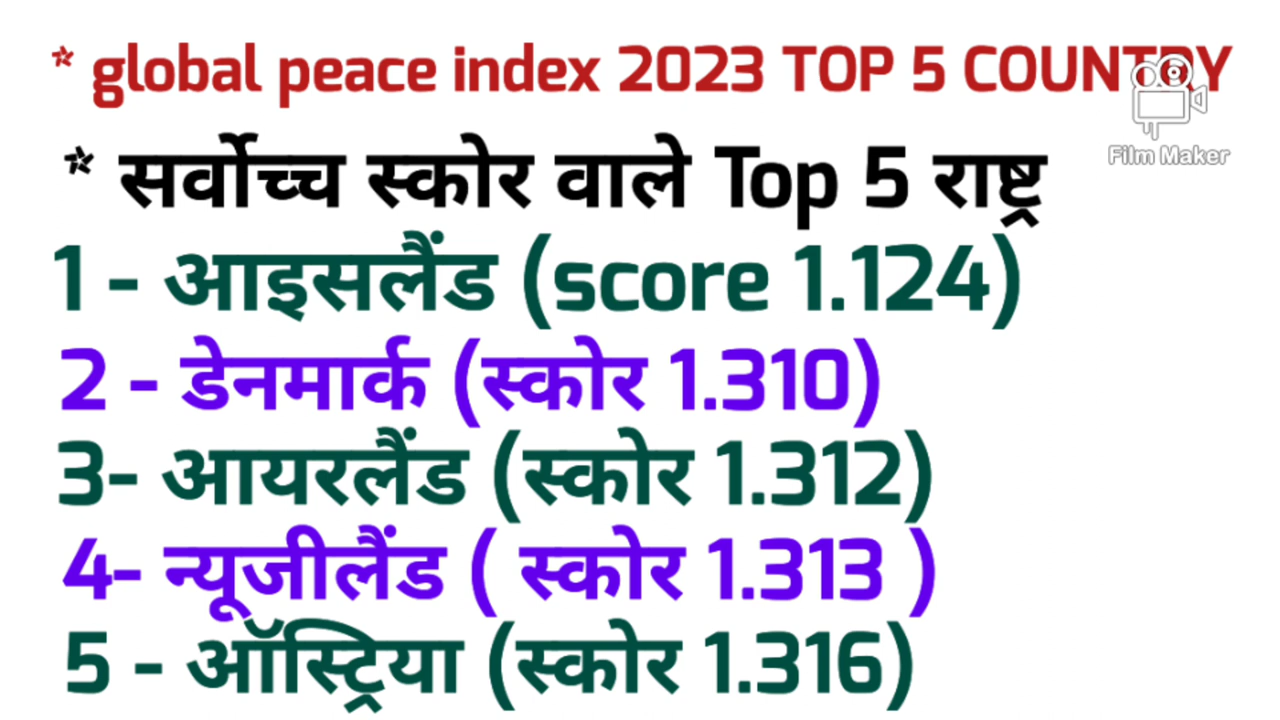 * global peace index 2023 TOP 5 COUNTRY
Film Maker
* सर्वोच्च स्कोर वाले Top 5 राष्ट्र
1 - आइसलैंड (score 1.124)
2 - डेनमार्क (स्कोर 1.310)
3- आयरलैंड (स्कोर 1.312)
4- न्यूजीलैंड ( स्कोर 1.313 )
5 - ऑस्ट्रिया (स्कोर 1.316)